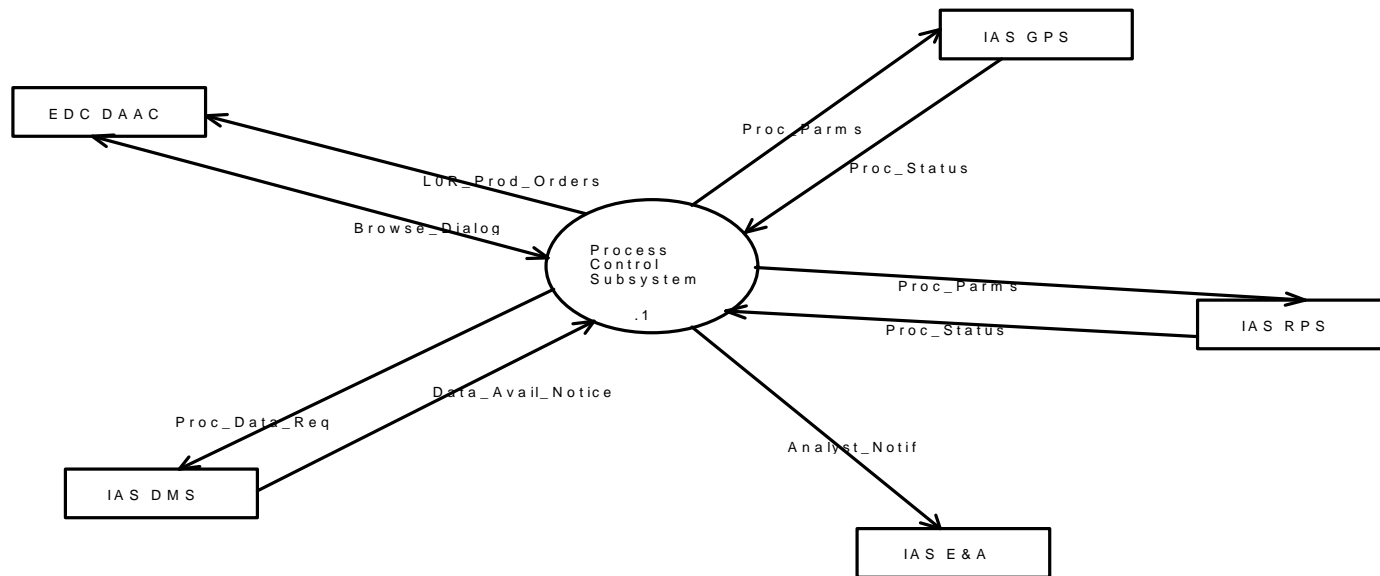 IAS GPS
EDC DAAC
Proc_Parms
Proc_Status
L0R_Prod_Orders
Browse_Dialog
Process
Control
Subsystem
.1
Proc_Parms
IAS RPS
Proc_Status
Data_Avail_Notice
Proc_Data_Req
Analyst_Notif
IAS DMS
IAS E&A